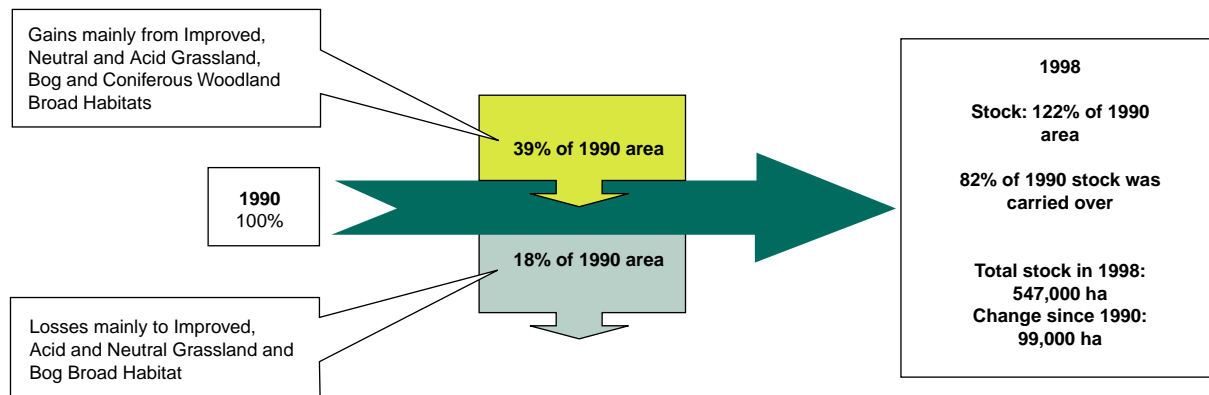 Gains mainly from Improved,
Neutral and Acid Grassland,
Bog and Coniferous Woodland
Broad Habitats
39% of 1990 area
1990
100%
18% of 1990 area
Losses mainly to Improved,
Acid and Neutral Grassland and
Bog Broad Habitat
1998
Stock: 122% of 1990
area
82% of 1990 stock was
carried over
Total stock in 1998:
547,000 ha
Change since 1990:
99,000 ha